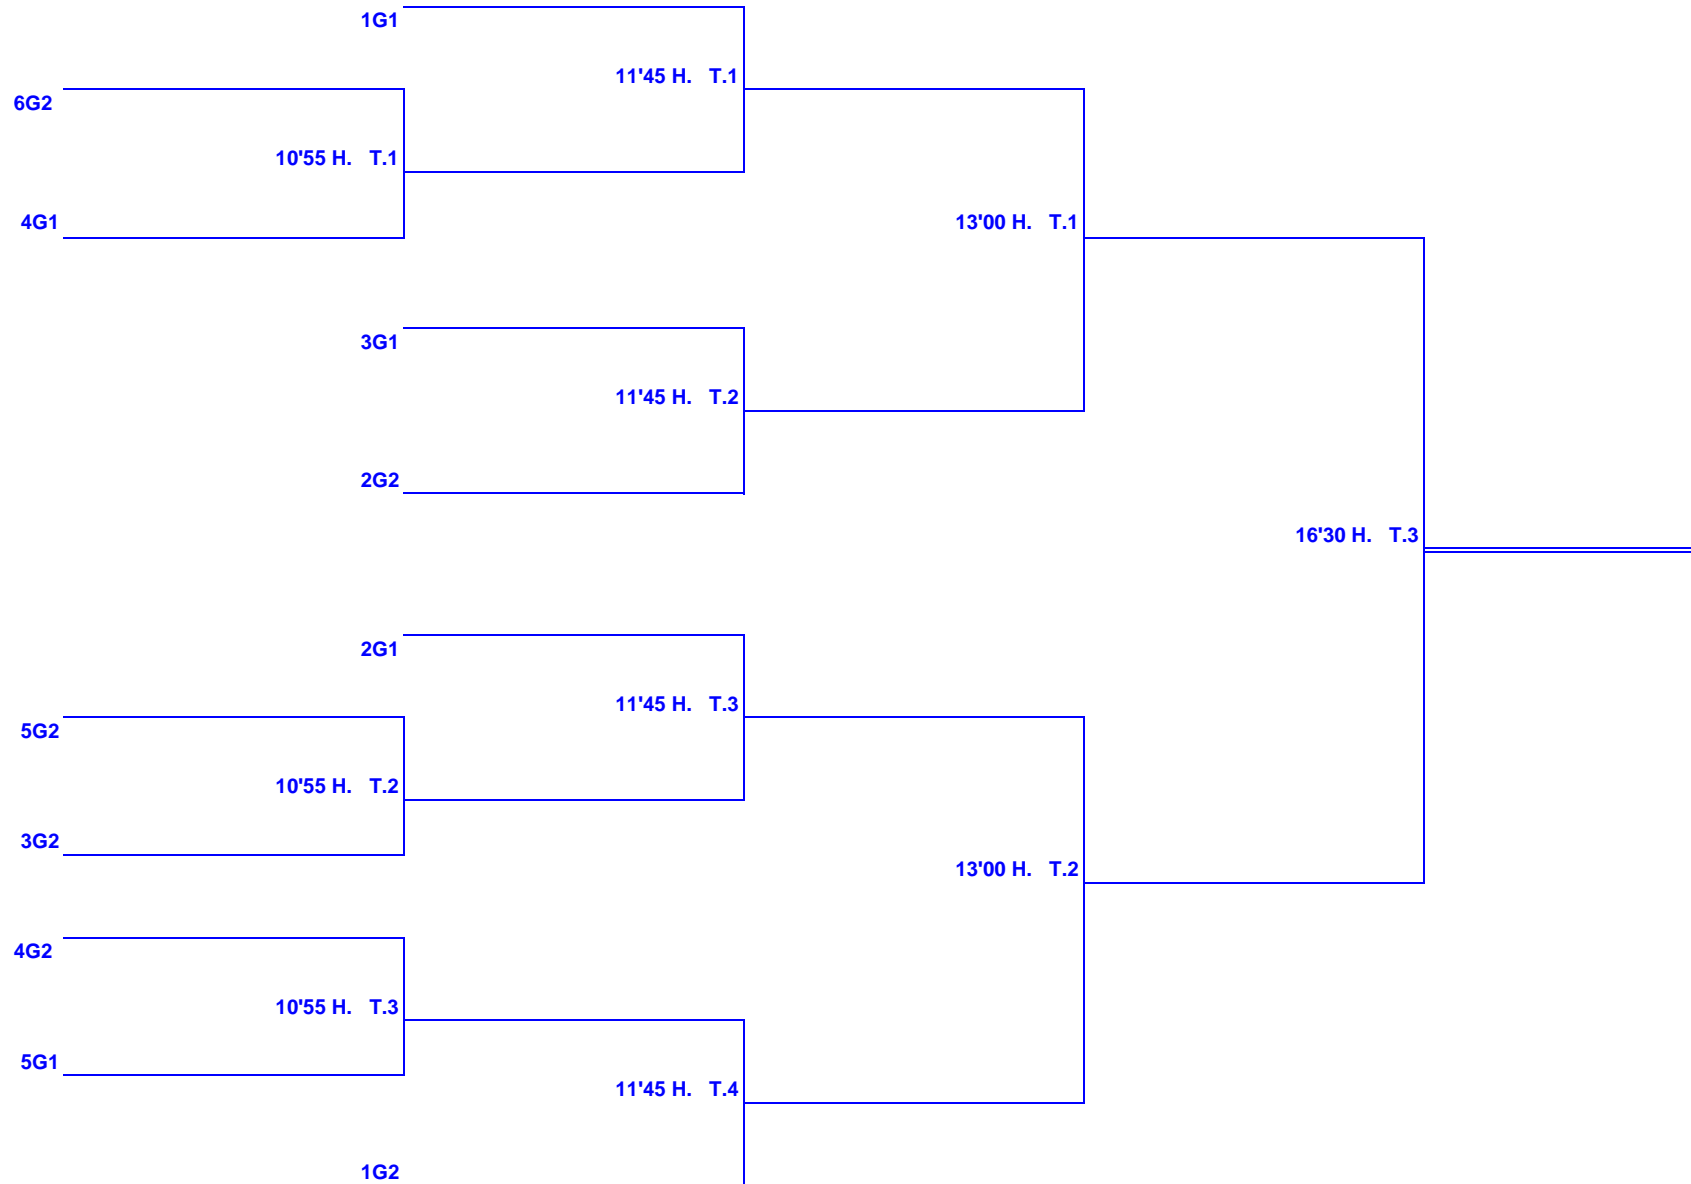 1G1
11'45 H. T.1
6G2
10'55 H. T.1
4G1
13'00 H. T.1
3G1
11'45 H. T.2
2G2
16'30 H. T.3
2G1
11'45 H. T.3
5G2
10'55 H. T.2
3G2
13'00 H. T.2
4G2
10'55 H. T.3
5G1
11'45 H. T.4
1G2